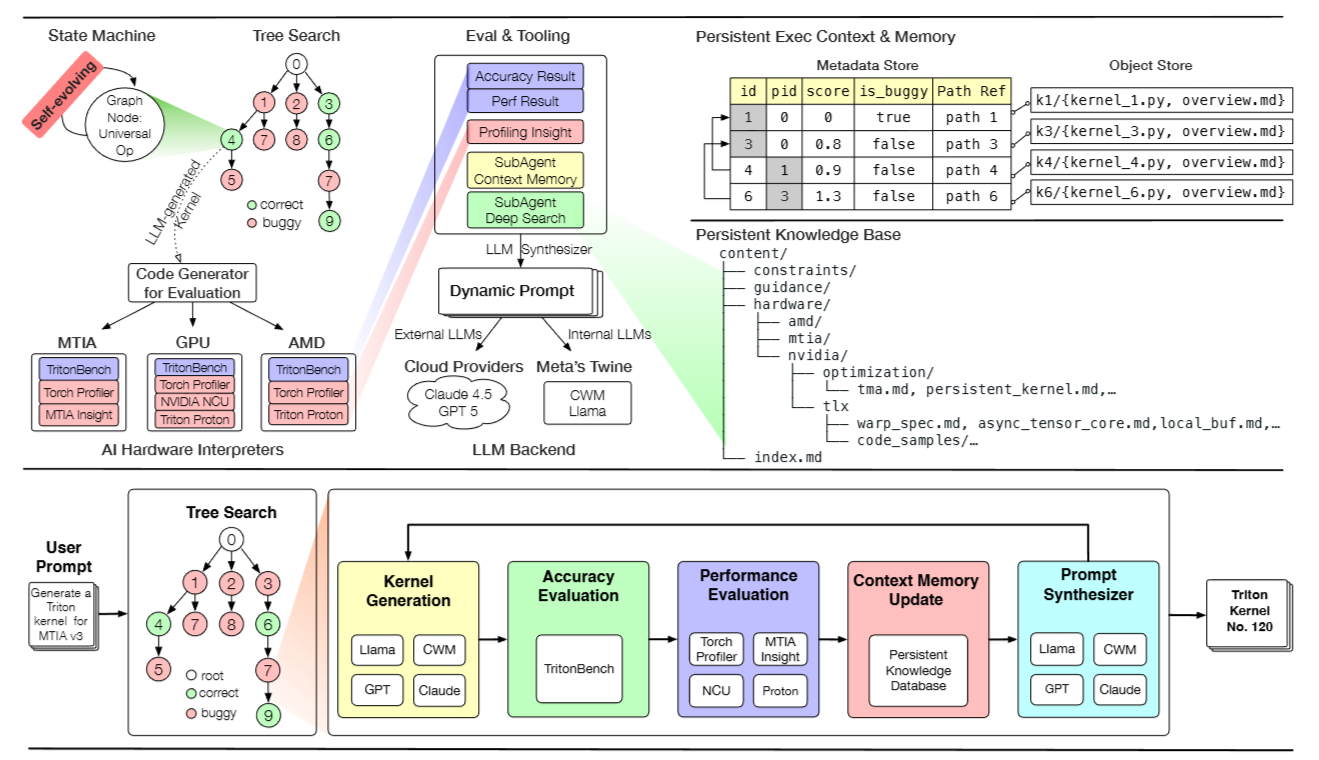 State Machine
Self-evolving
Graph
Node:
Universal
Op
Tree Search
0
1
2
3
4
7
8
6
5
7
9
correct
buggy
LLM-generated
Kernel
Code Generator
for Evaluation
MTIA
TritonBench
Torch Profiler
MTIA Insight
GPU
TritonBench
Torch Profiler
NVIDIA NCU
Triton Proton
AMD
TritonBench
Torch Profiler
Triton Proton
AI Hardware Interpreters
Eval & Tooling
Accuracy Result
Perf Result
Profiling Insight
SubAgent
Context Memory
SubAgent
Deep Search
LLM Synthesizer
Dynamic Prompt
External LLMs
Internal LLMs
Cloud Providers
Claude 4.5
GPT 5
Meta's Twine
CWM
Llama
LLM Backend
Persistent Exec Context & Memory
Metadata Store
id pid score is_buggy Path Ref
1 0 0 true path 1
3 0 0.8 false path 3
4 1 0.9 false path 4
6 3 1.3 false path 6
Object Store
k1/{kernel_1.py, overview.md}
k3/{kernel_3.py, overview.md}
k4/{kernel_4.py, overview.md}
k6/{kernel_6.py, overview.md}
Persistent Knowledge Base
content/
constraints/
guidance/
hardware/
amd/
mtia/
nvidia/
optimization/
tma.md, persistent_kernel.md,…
tlx
warp_spec.md, async_tensor_core.md,local_buf.md,…
code_samples/…
index.md
User
Prompt
Generate a
Triton
kernel for
MTIA v3
Tree Search
0
1
2
3
4
7
8
6
5
7
9
root
correct
buggy
Kernel
Generation
Llama
CWM
GPT
Claude
Accuracy
Evaluation
TritonBench
Performance
Evaluation
Torch
Profiler
MTIA
Insight
NCU
Proton
Context Memory
Update
Persistent
Knowledge
Database
Prompt
Synthesizer
Llama
CWM
GPT
Claude
Triton
Kernel
No. 120